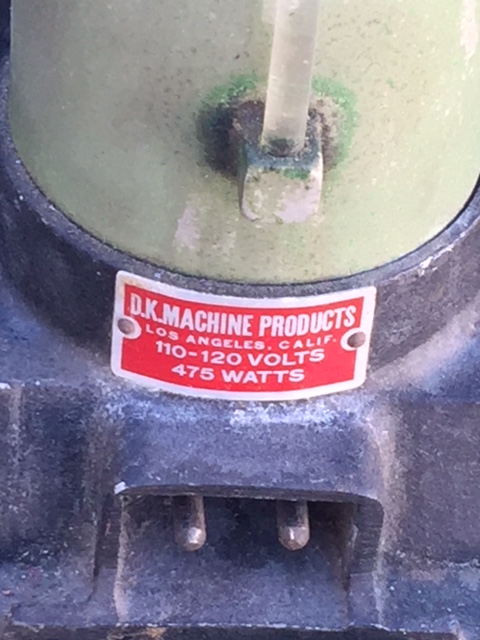 D.K. MACHINE PRODUCTS
LOS ANGELES, CALIF.
110-120 VOLTS
475 WATTS